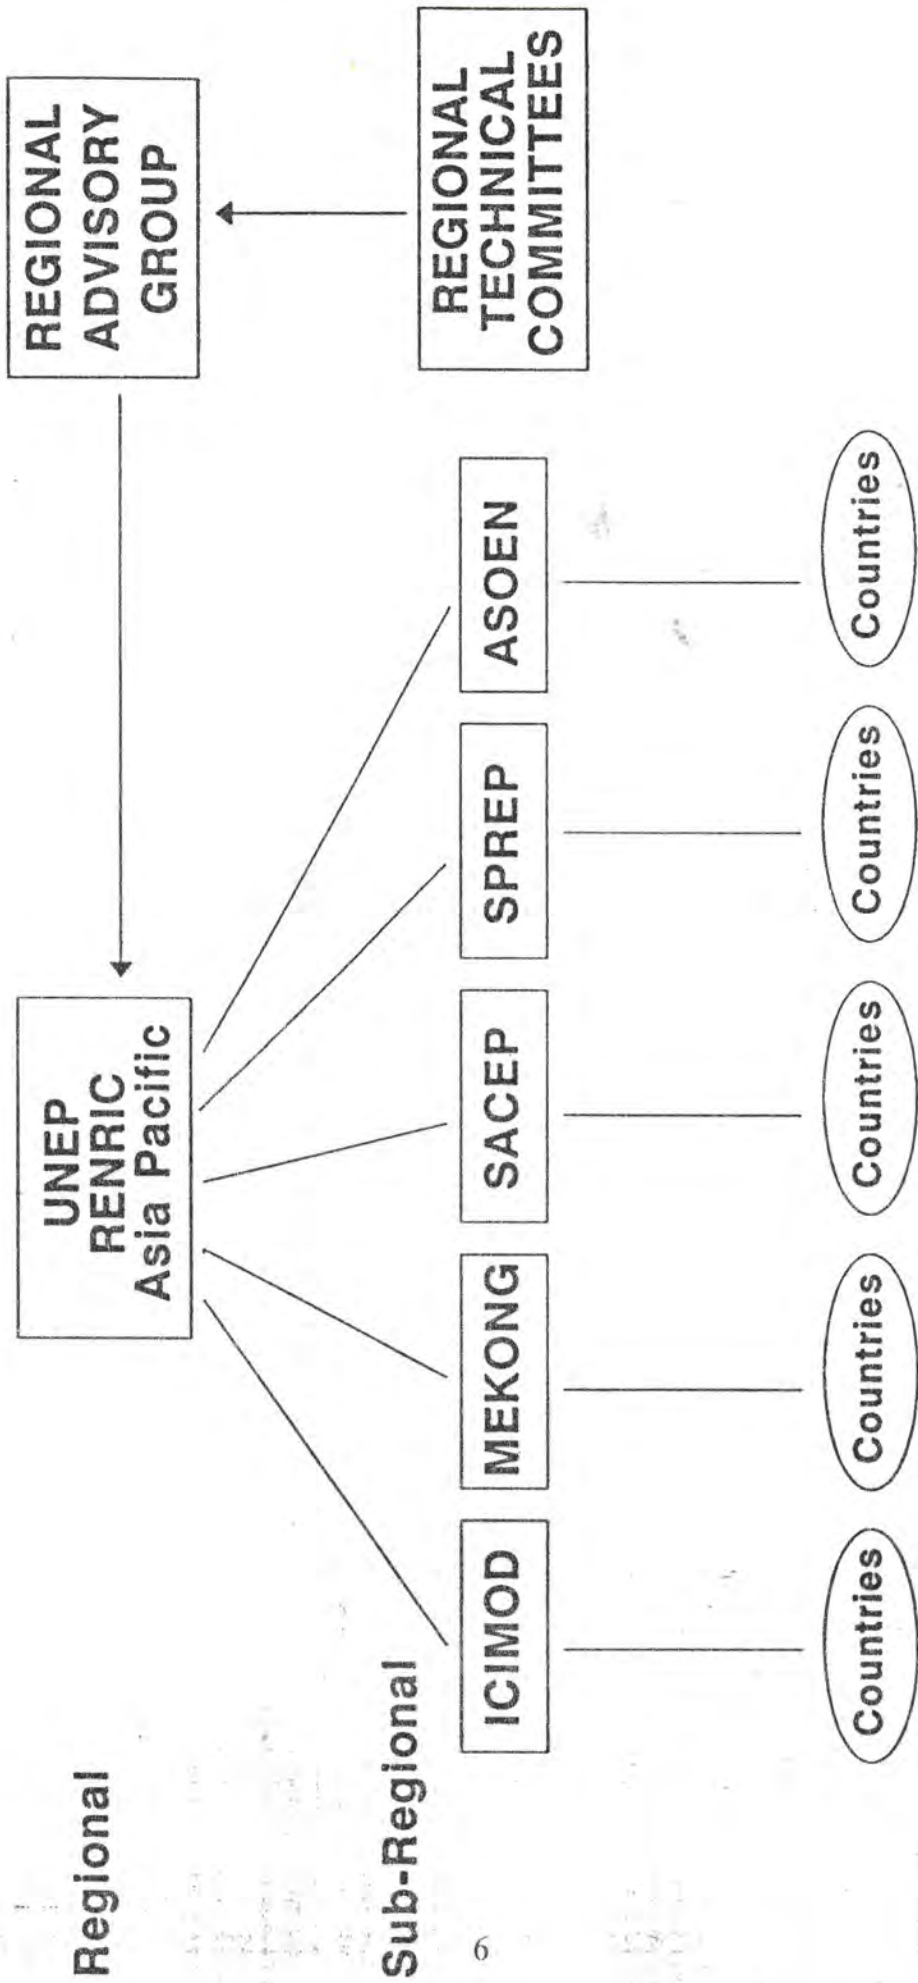 Regional
UNEP
RENRIC
Asia Pacific
REGIONAL
ADVISORY
GROUP
Sub-Regional
ICIMOD
MEKONG
SACEP
SPREP
ASOEN
REGIONAL
TECHNICAL
COMMITTEES
Countries
Countries
Countries
Countries
Countries
6